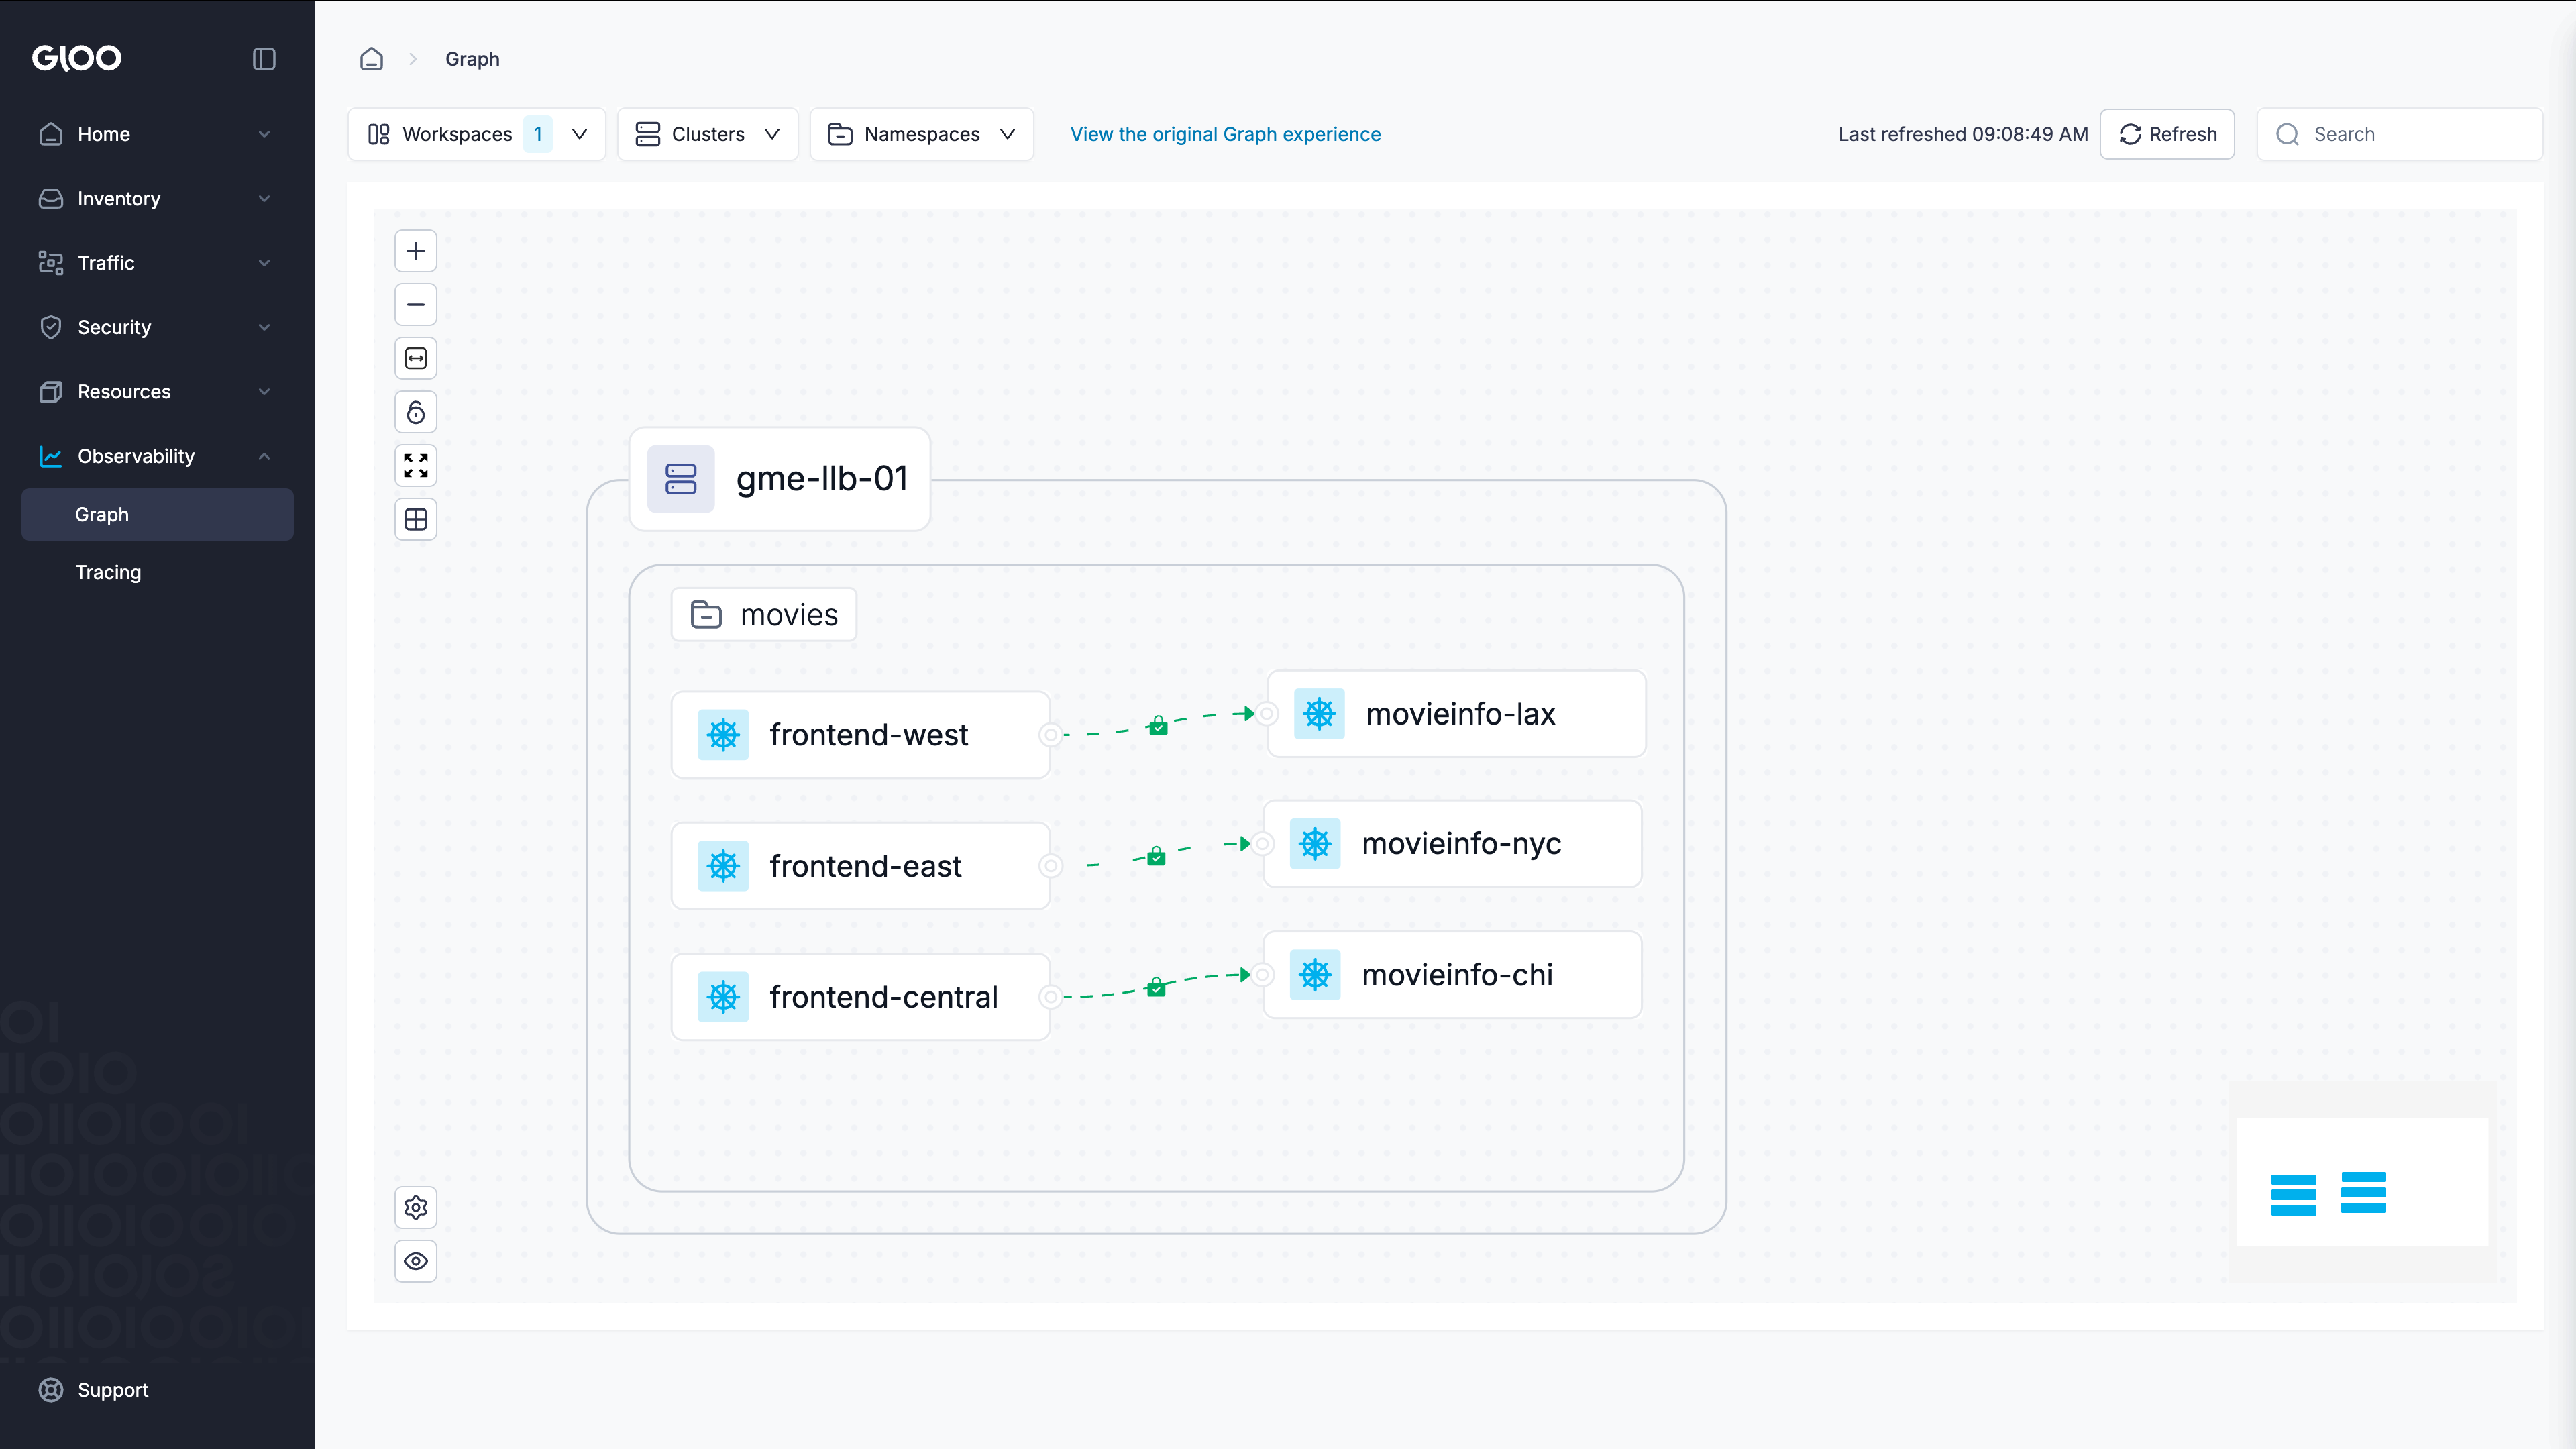 GLOO
Home
Inventory
Traffic
Security
Resources
Observability
Graph
Tracing
Support
Graph
Workspaces 1
Clusters
Namespaces
View the original Graph experience
Last refreshed 09:08:49 AM
Refresh
Search
gme-llb-01
movies
frontend-west
movieinfo-lax
frontend-east
movieinfo-nyc
frontend-central
movieinfo-chi